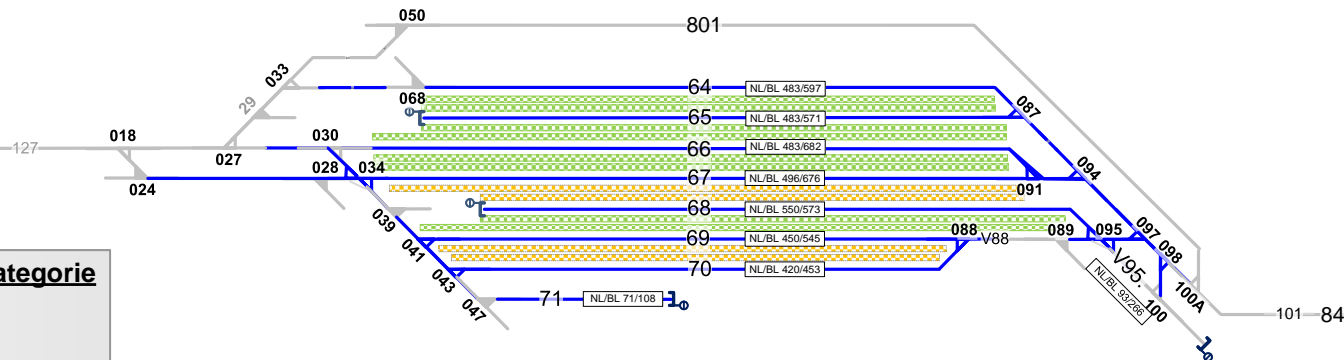 050
801
033
64 NL/BL 483/597
068
087
29
65 NL/BL 483/571
018
030
127
66 NL/BL 483/682
027
028
034
094
67 NL/BL 496/676
024
091
68 NL/BL 550/573
039
097
088
089
095
69 NL/BL 450/545
V88
041
098
V95.
ategorie
70 NL/BL 420/453
043
NL/BL 93/266
100A
71 NL/BL 71/108
047
100
101
84